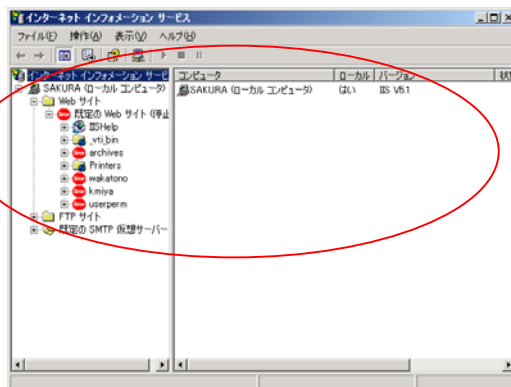 インターネット インフォメーション サービス
ファイル(F) 操作(A) 表示(V) ヘルプ(H)
インターネット インフォメーション サービ
コンピュータ ローカル バージョン 状
SAKURA (ローカル コンピュータ)
SAKURA (ローカル コンピュータ) はい IIS V5.1
Web サイト
既定の Web サイト (停止
IISHelp
_vti_bin
archives
Printers
wakatono
kmiya
userperm
FTP サイト
既定の SMTP 仮想サーバー